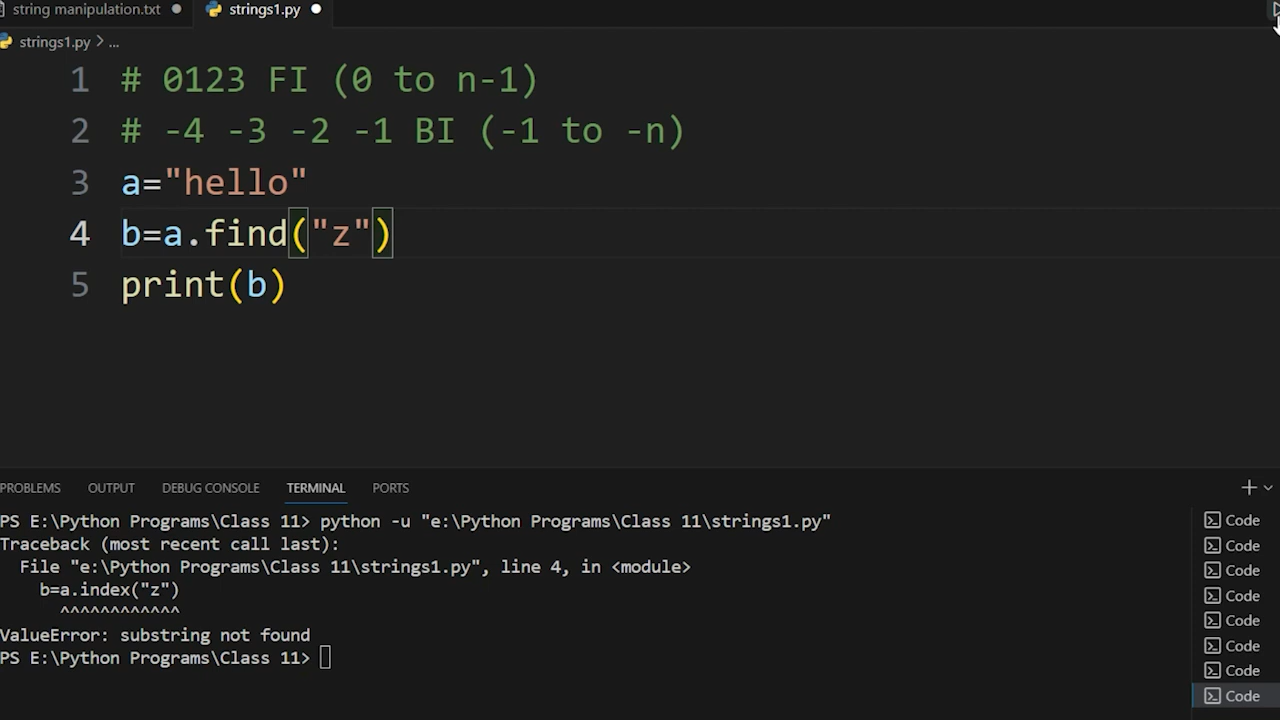 string manipulation.txt
strings1.py
strings1.py > ...
1 # 0123 FI (0 to n-1)
2 # -4 -3 -2 -1 BI (-1 to -n)
3 a="hello"
4 b=a.find("z")
5 print(b)
PROBLEMS OUTPUT DEBUG CONSOLE TERMINAL PORTS
PS E:\Python Programs\Class 11> python -u "e:\Python Programs\Class 11\strings1.py"
Traceback (most recent call last):
File "e:\Python Programs\Class 11\strings1.py", line 4, in <module>
b=a.index("z")
^^^^^^^^^^^^
ValueError: substring not found
PS E:\Python Programs\Class 11>
Code
Code
Code
Code
Code
Code
Code
Code